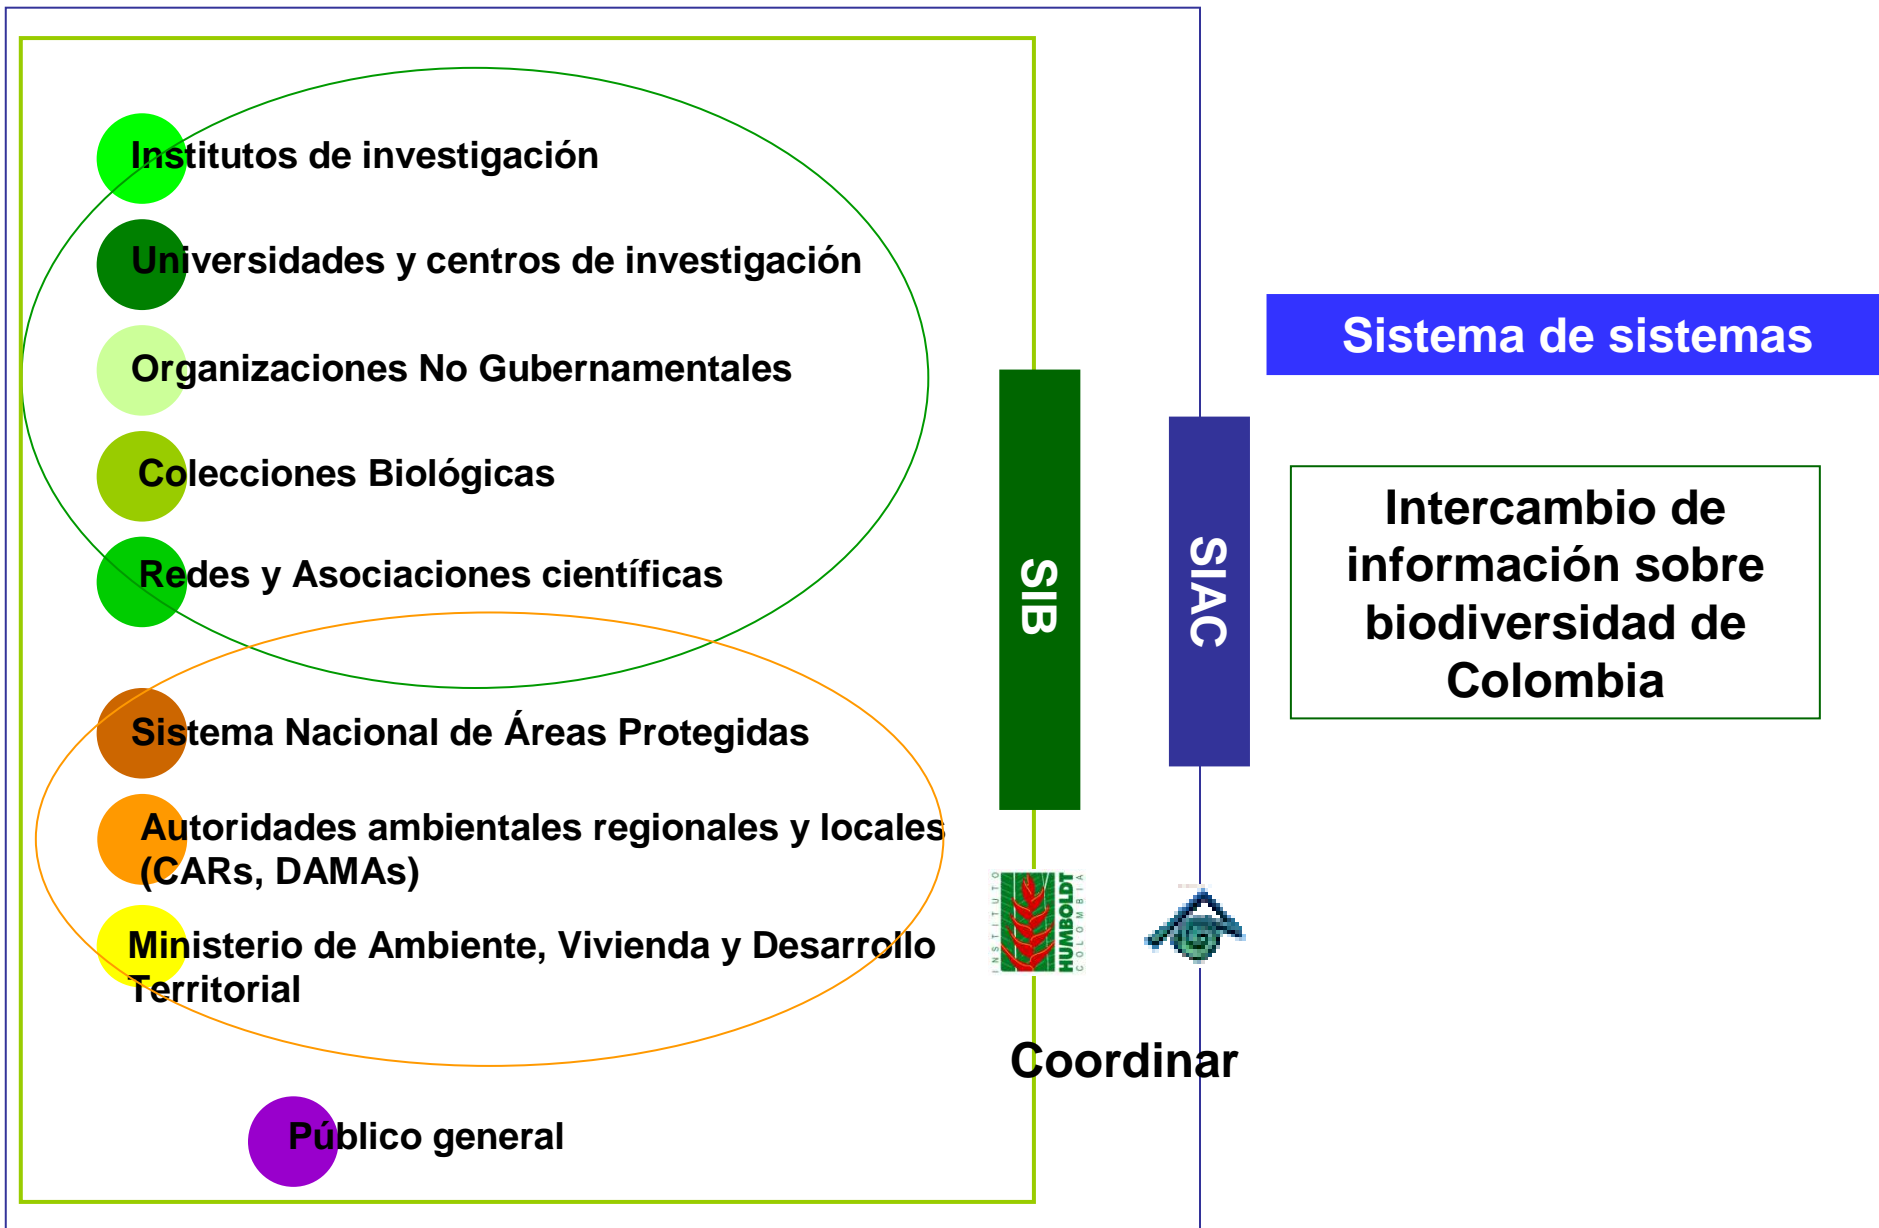 Institutos de investigación
Universidades y centros de investigación
Organizaciones No Gubernamentales
Colecciones Biológicas
Redes y Asociaciones científicas
Sistema Nacional de Áreas Protegidas
Autoridades ambientales regionales y locales
(CARs, DAMAs)
Ministerio de Ambiente, Vivienda y Desarrollo
Territorial
Público general
SIB
SIAC
INSTITUTO
HUMBOLDT
COLOMBIA
Coordinar
Sistema de sistemas
Intercambio de
información sobre
biodiversidad de
Colombia